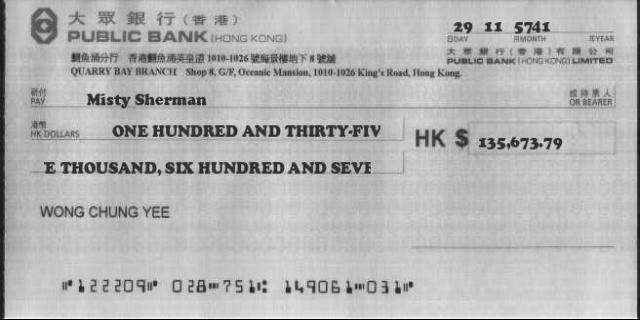 大眾銀行(香港)
PUBLIC BANK (HONG KONG)
29 11 5741
日DAY 月MONTH 年YEAR
大眾銀行(香港)有限公司
PUBLIC BANK (HONG KONG) LIMITED
鰂魚涌分行 香港鰂魚涌英皇道 1010-1026 號海景樓地下 8 號舖
QUARRY BAY BRANCH Shop 8, G/F, Oceanic Mansion, 1010-1026 King's Road, Hong Kong.
祈付
PAY Misty Sherman
或持票人
OR BEARER
港幣
HK DOLLARS ONE HUNDRED AND THIRTY-FIV
HK $ 135,673.79
E THOUSAND, SIX HUNDRED AND SEVE
WONG CHUNG YEE
⑈122209⑈ 028⑉751⑆ 149061⑉031⑈